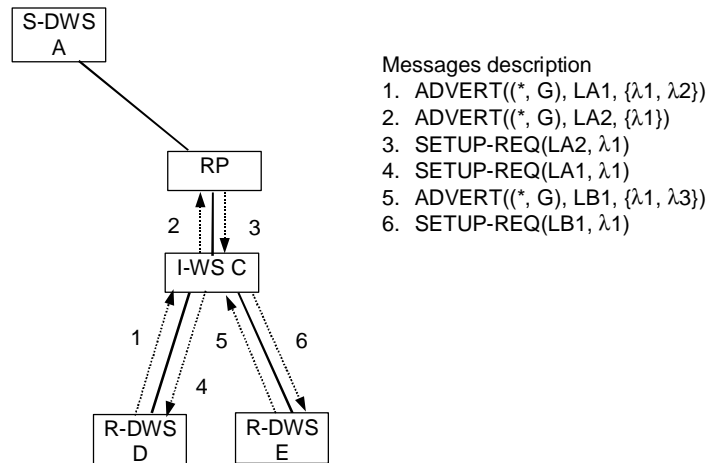 S-DWS
A
RP
2
3
I-WS C
1
5
6
4
R-DWS
D
R-DWS
E
Messages description
1. ADVERT((*, G), LA1, {λ1, λ2})
2. ADVERT((*, G), LA2, {λ1})
3. SETUP-REQ(LA2, λ1)
4. SETUP-REQ(LA1, λ1)
5. ADVERT((*, G), LB1, {λ1, λ3})
6. SETUP-REQ(LB1, λ1)